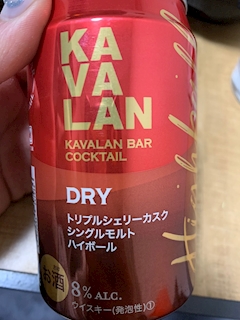 KA
VA
LAN
KAVALAN BAR
COCKTAIL
DRY
トリプルシェリーカスク
シングルモルト
ハイボール
お酒
8% ALC.
ウイスキー(発泡性)①
Highball